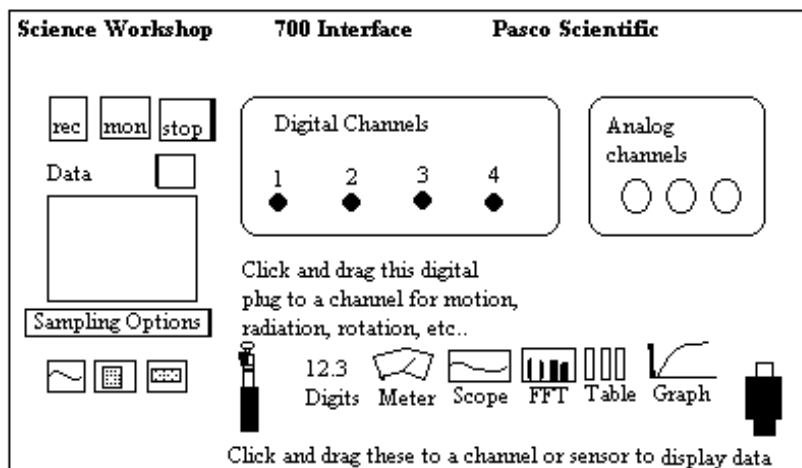 Science Workshop 700 Interface Pasco Scientific
rec mon stop
Data
Sampling Options
Digital Channels
1 2 3 4
Analog
channels
Click and drag this digital
plug to a channel for motion,
radiation, rotation, etc..
12.3
Digits Meter Scope FFT Table Graph
Click and drag these to a channel or sensor to display data